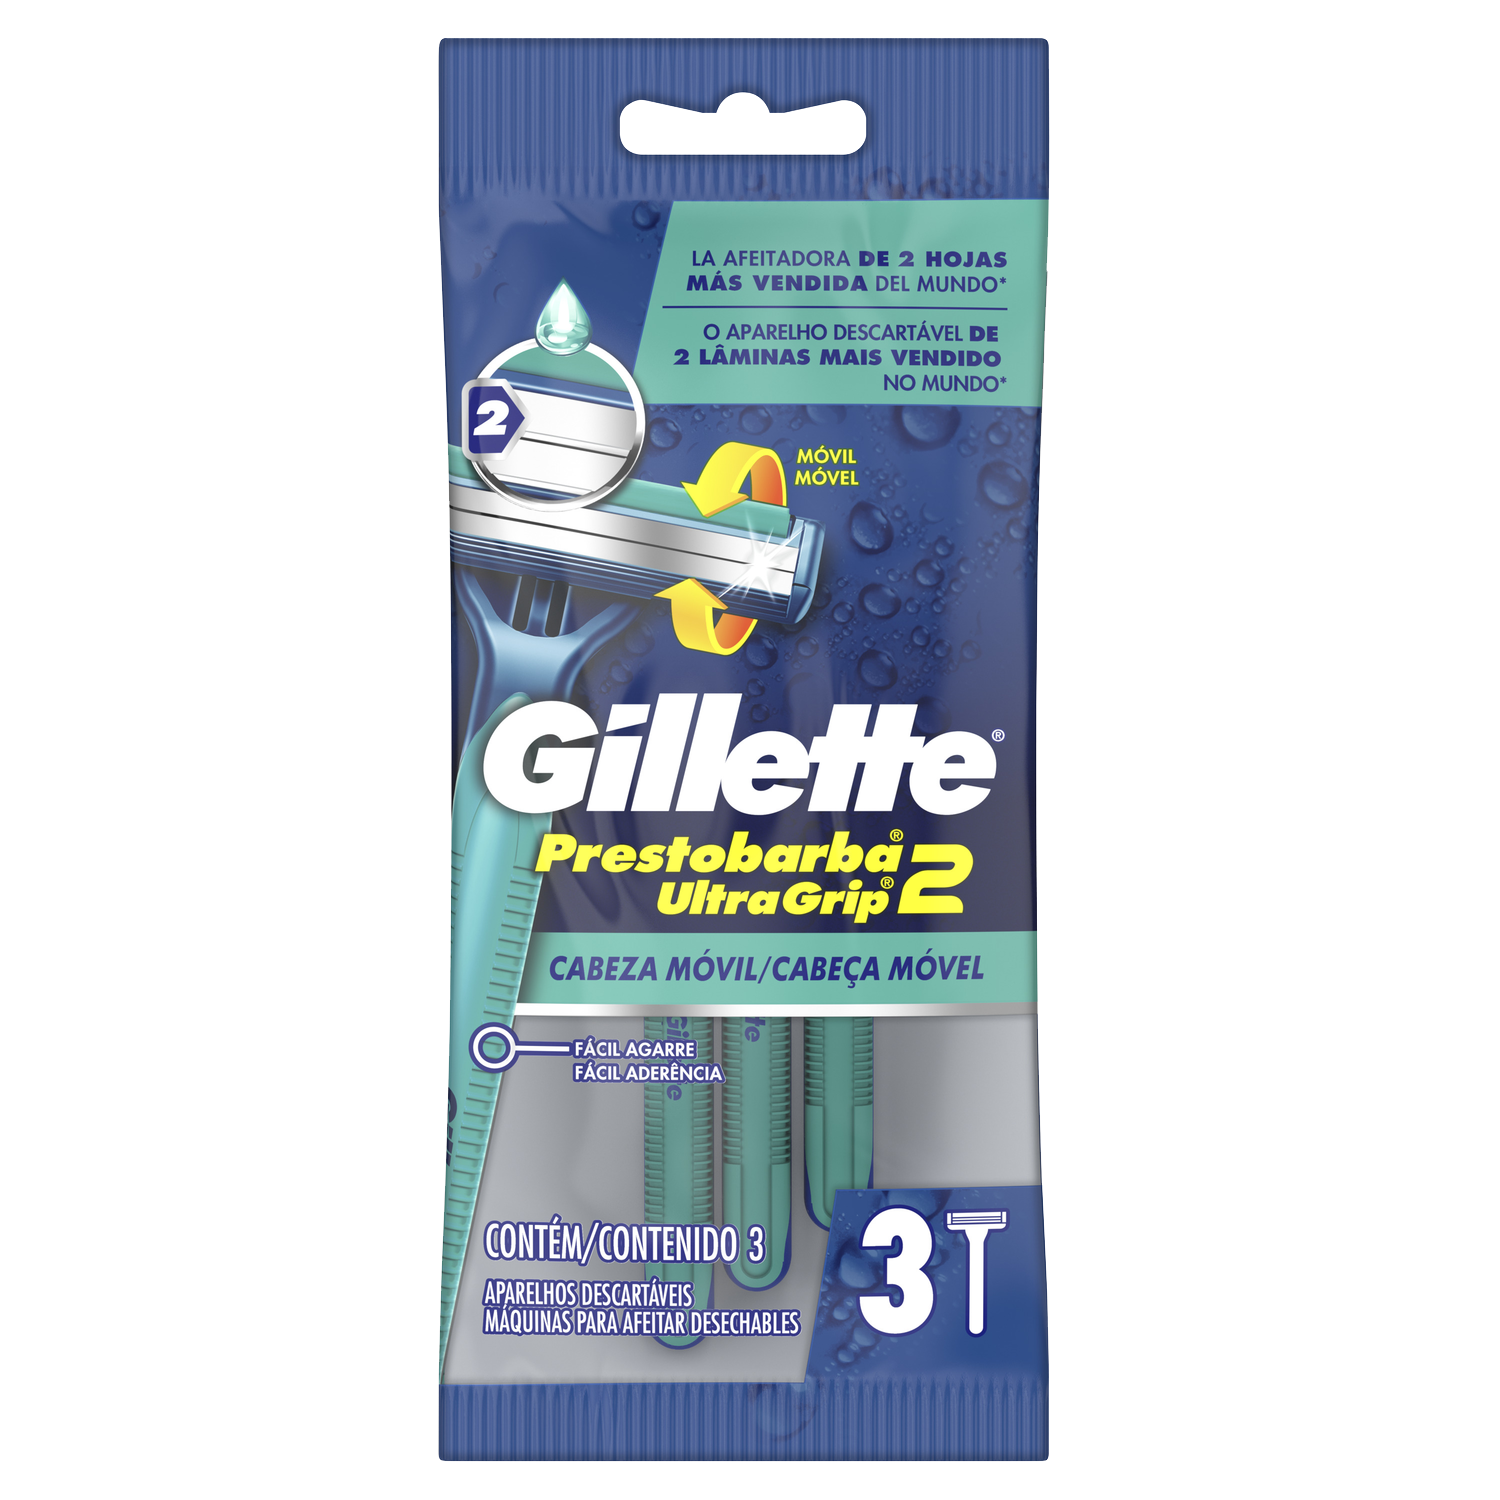 LA AFEITADORA DE 2 HOJAS
MÁS VENDIDA DEL MUNDO*
O APARELHO DESCARTÁVEL DE
2 LÂMINAS MAIS VENDIDO
NO MUNDO*
2
MÓVIL
MÓVEL
Gillette®
Prestobarba®2
UltraGrip®
CABEZA MÓVIL/CABEÇA MÓVEL
FÁCIL AGARRE
FÁCIL ADERÊNCIA
CONTÉM/CONTENIDO 3
APARELHOS DESCARTÁVEIS
MÁQUINAS PARA AFEITAR DESECHABLES
3